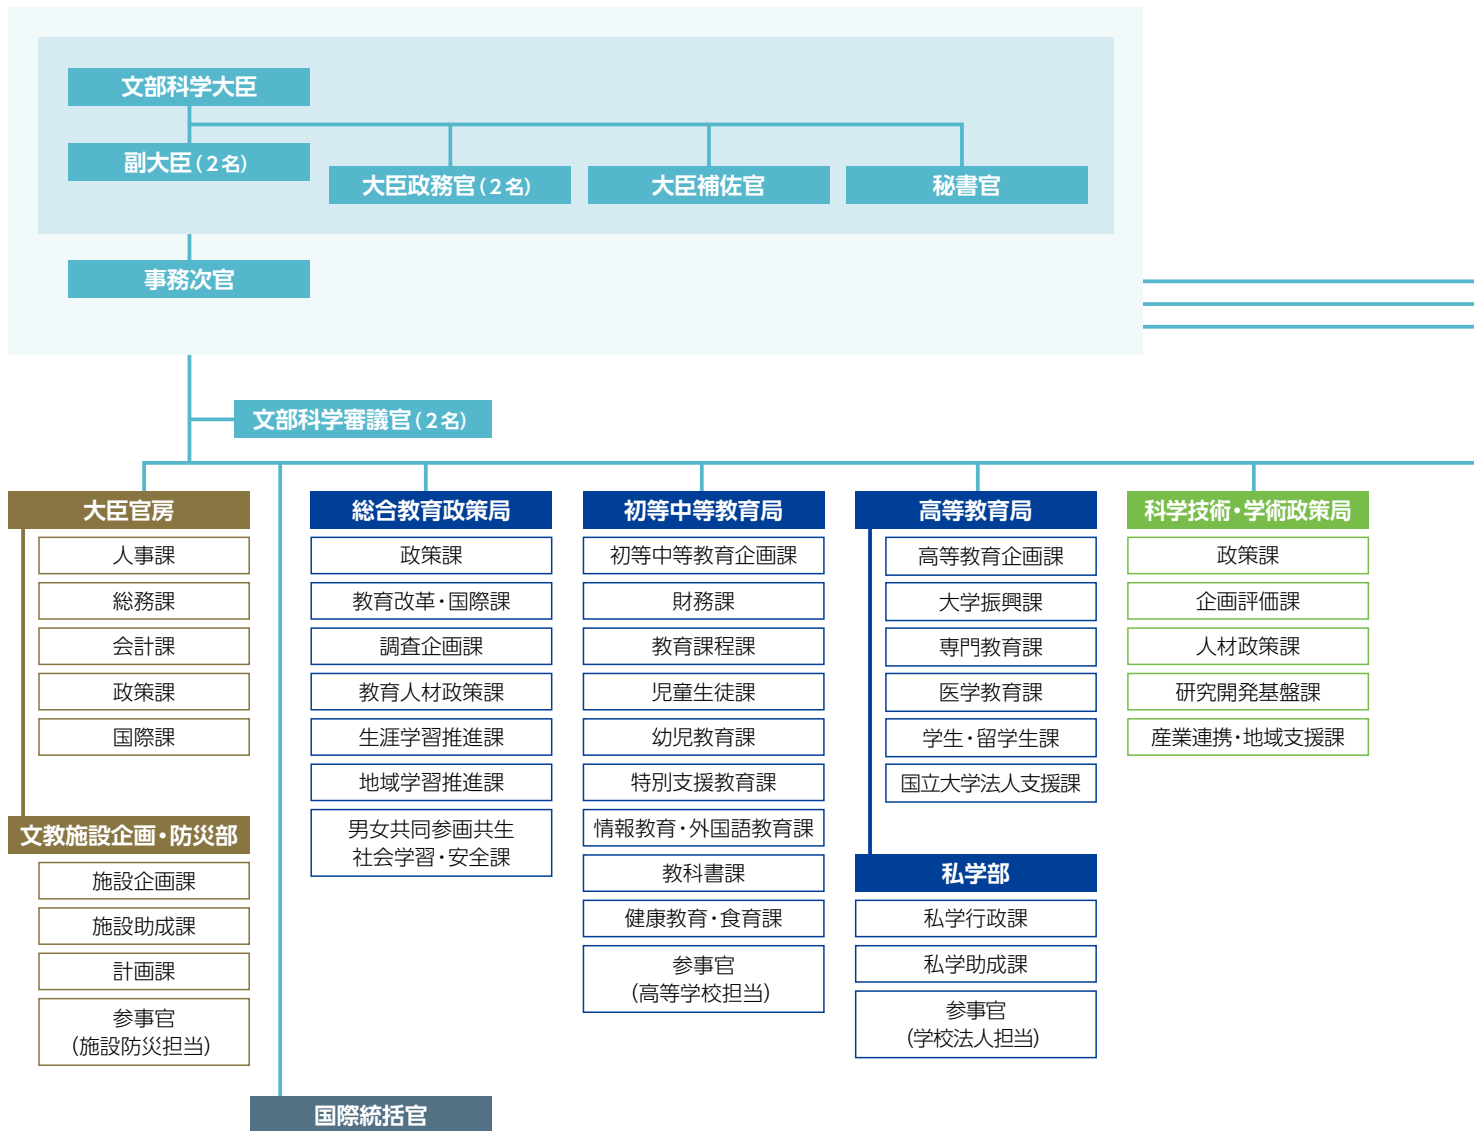 文部科学大臣
副大臣（2名）
大臣政務官（2名）
大臣補佐官
秘書官
事務次官
文部科学審議官（2名）
大臣官房
人事課
総務課
会計課
政策課
国際課
文教施設企画・防災部
施設企画課
施設助成課
計画課
参事官
（施設防災担当）
総合教育政策局
政策課
教育改革・国際課
調査企画課
教育人材政策課
生涯学習推進課
地域学習推進課
男女共同参画共生
社会学習・安全課
初等中等教育局
初等中等教育企画課
財務課
教育課程課
児童生徒課
幼児教育課
特別支援教育課
情報教育・外国語教育課
教科書課
健康教育・食育課
参事官
（高等学校担当）
高等教育局
高等教育企画課
大学振興課
専門教育課
医学教育課
学生・留学生課
国立大学法人支援課
私学部
私学行政課
私学助成課
参事官
（学校法人担当）
科学技術・学術政策局
政策課
企画評価課
人材政策課
研究開発基盤課
産業連携・地域支援課
国際統括官